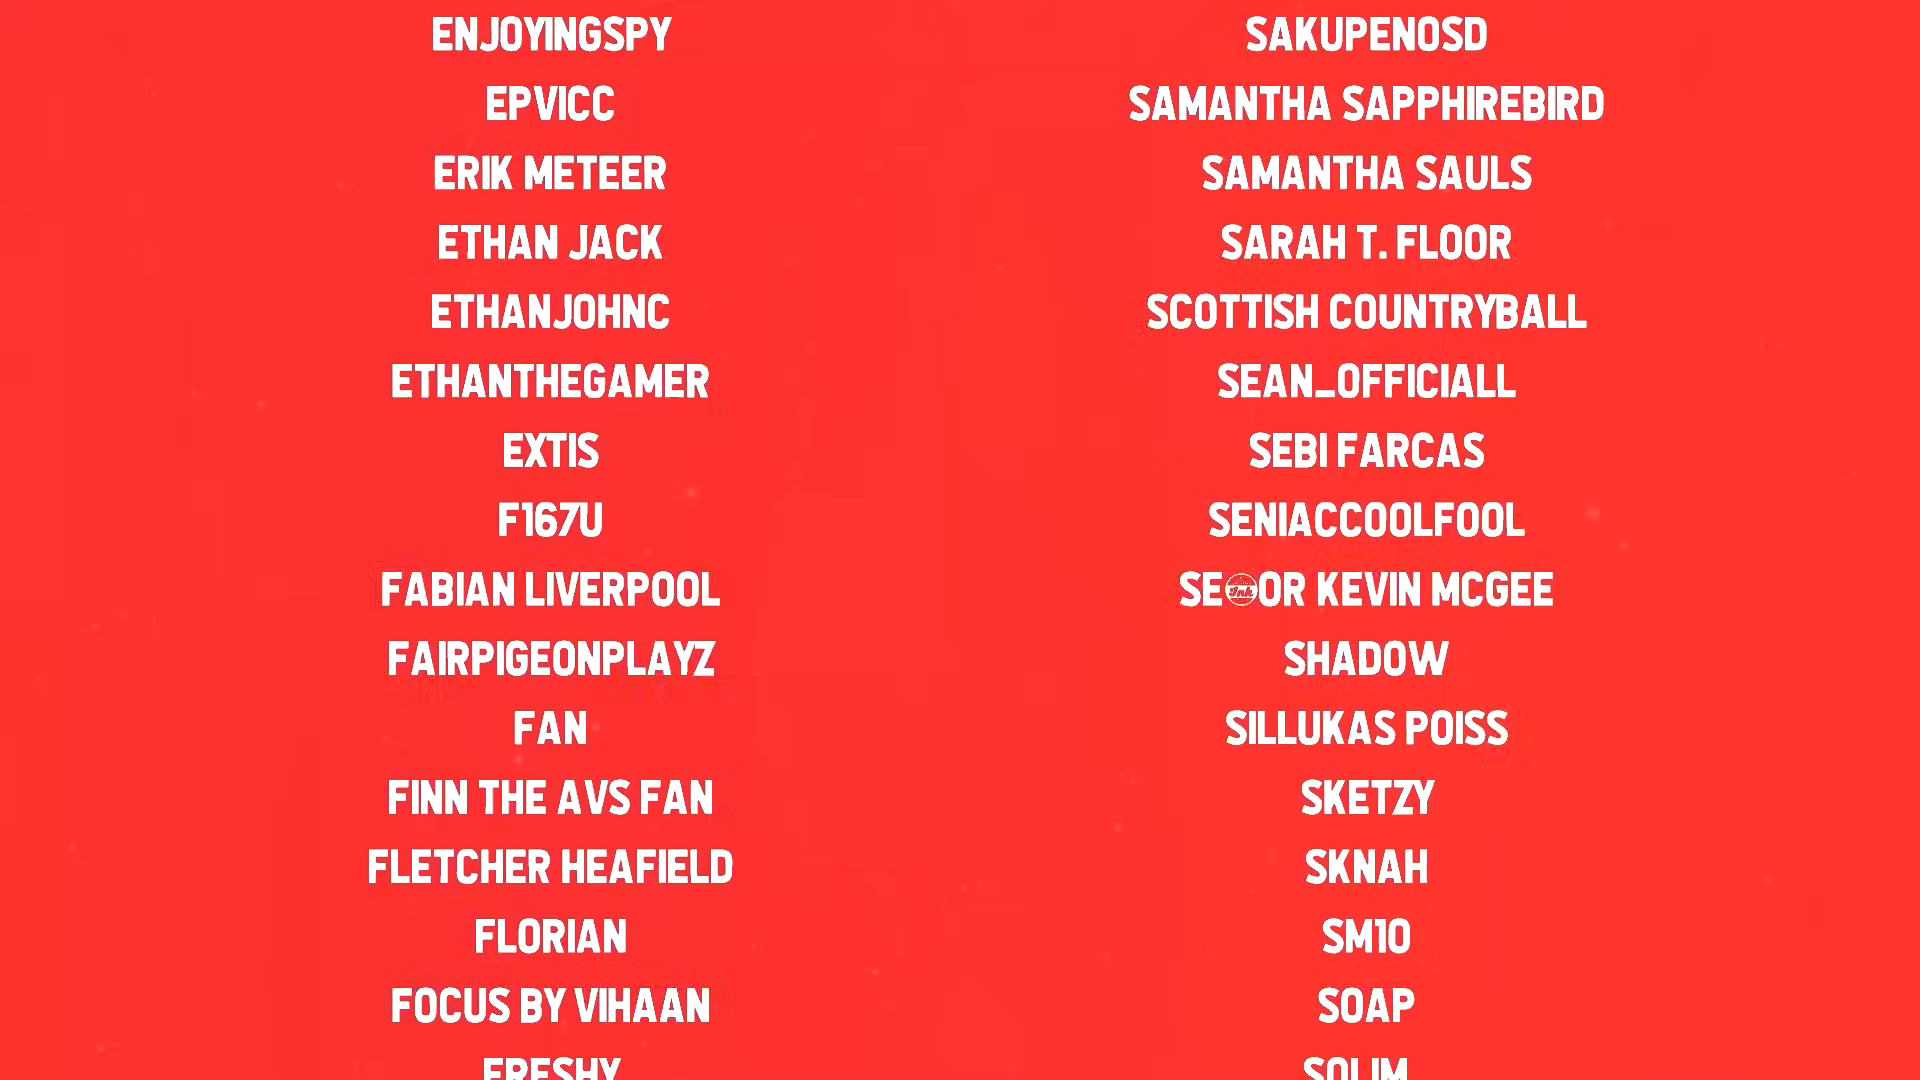 ENJOYINGSPY
EPVICC
ERIK METEER
ETHAN JACK
ETHANJOHNC
ETHANTHEGAMER
EXTIS
F167U
FABIAN LIVERPOOL
FAIRPIGEONPLAYZ
FAN
FINN THE AVS FAN
FLETCHER HEAFIELD
FLORIAN
FOCUS BY VIHAAN
FRESHY
SAKUPENOSD
SAMANTHA SAPPHIREBIRD
SAMANTHA SAULS
SARAH T. FLOOR
SCOTTISH COUNTRYBALL
SEAN_OFFICIALL
SEBI FARCAS
SENIACCOOLFOOL
SEInkOR KEVIN MCGEE
SHADOW
SILLUKAS POISS
SKETZY
SKNAH
SM10
SOAP